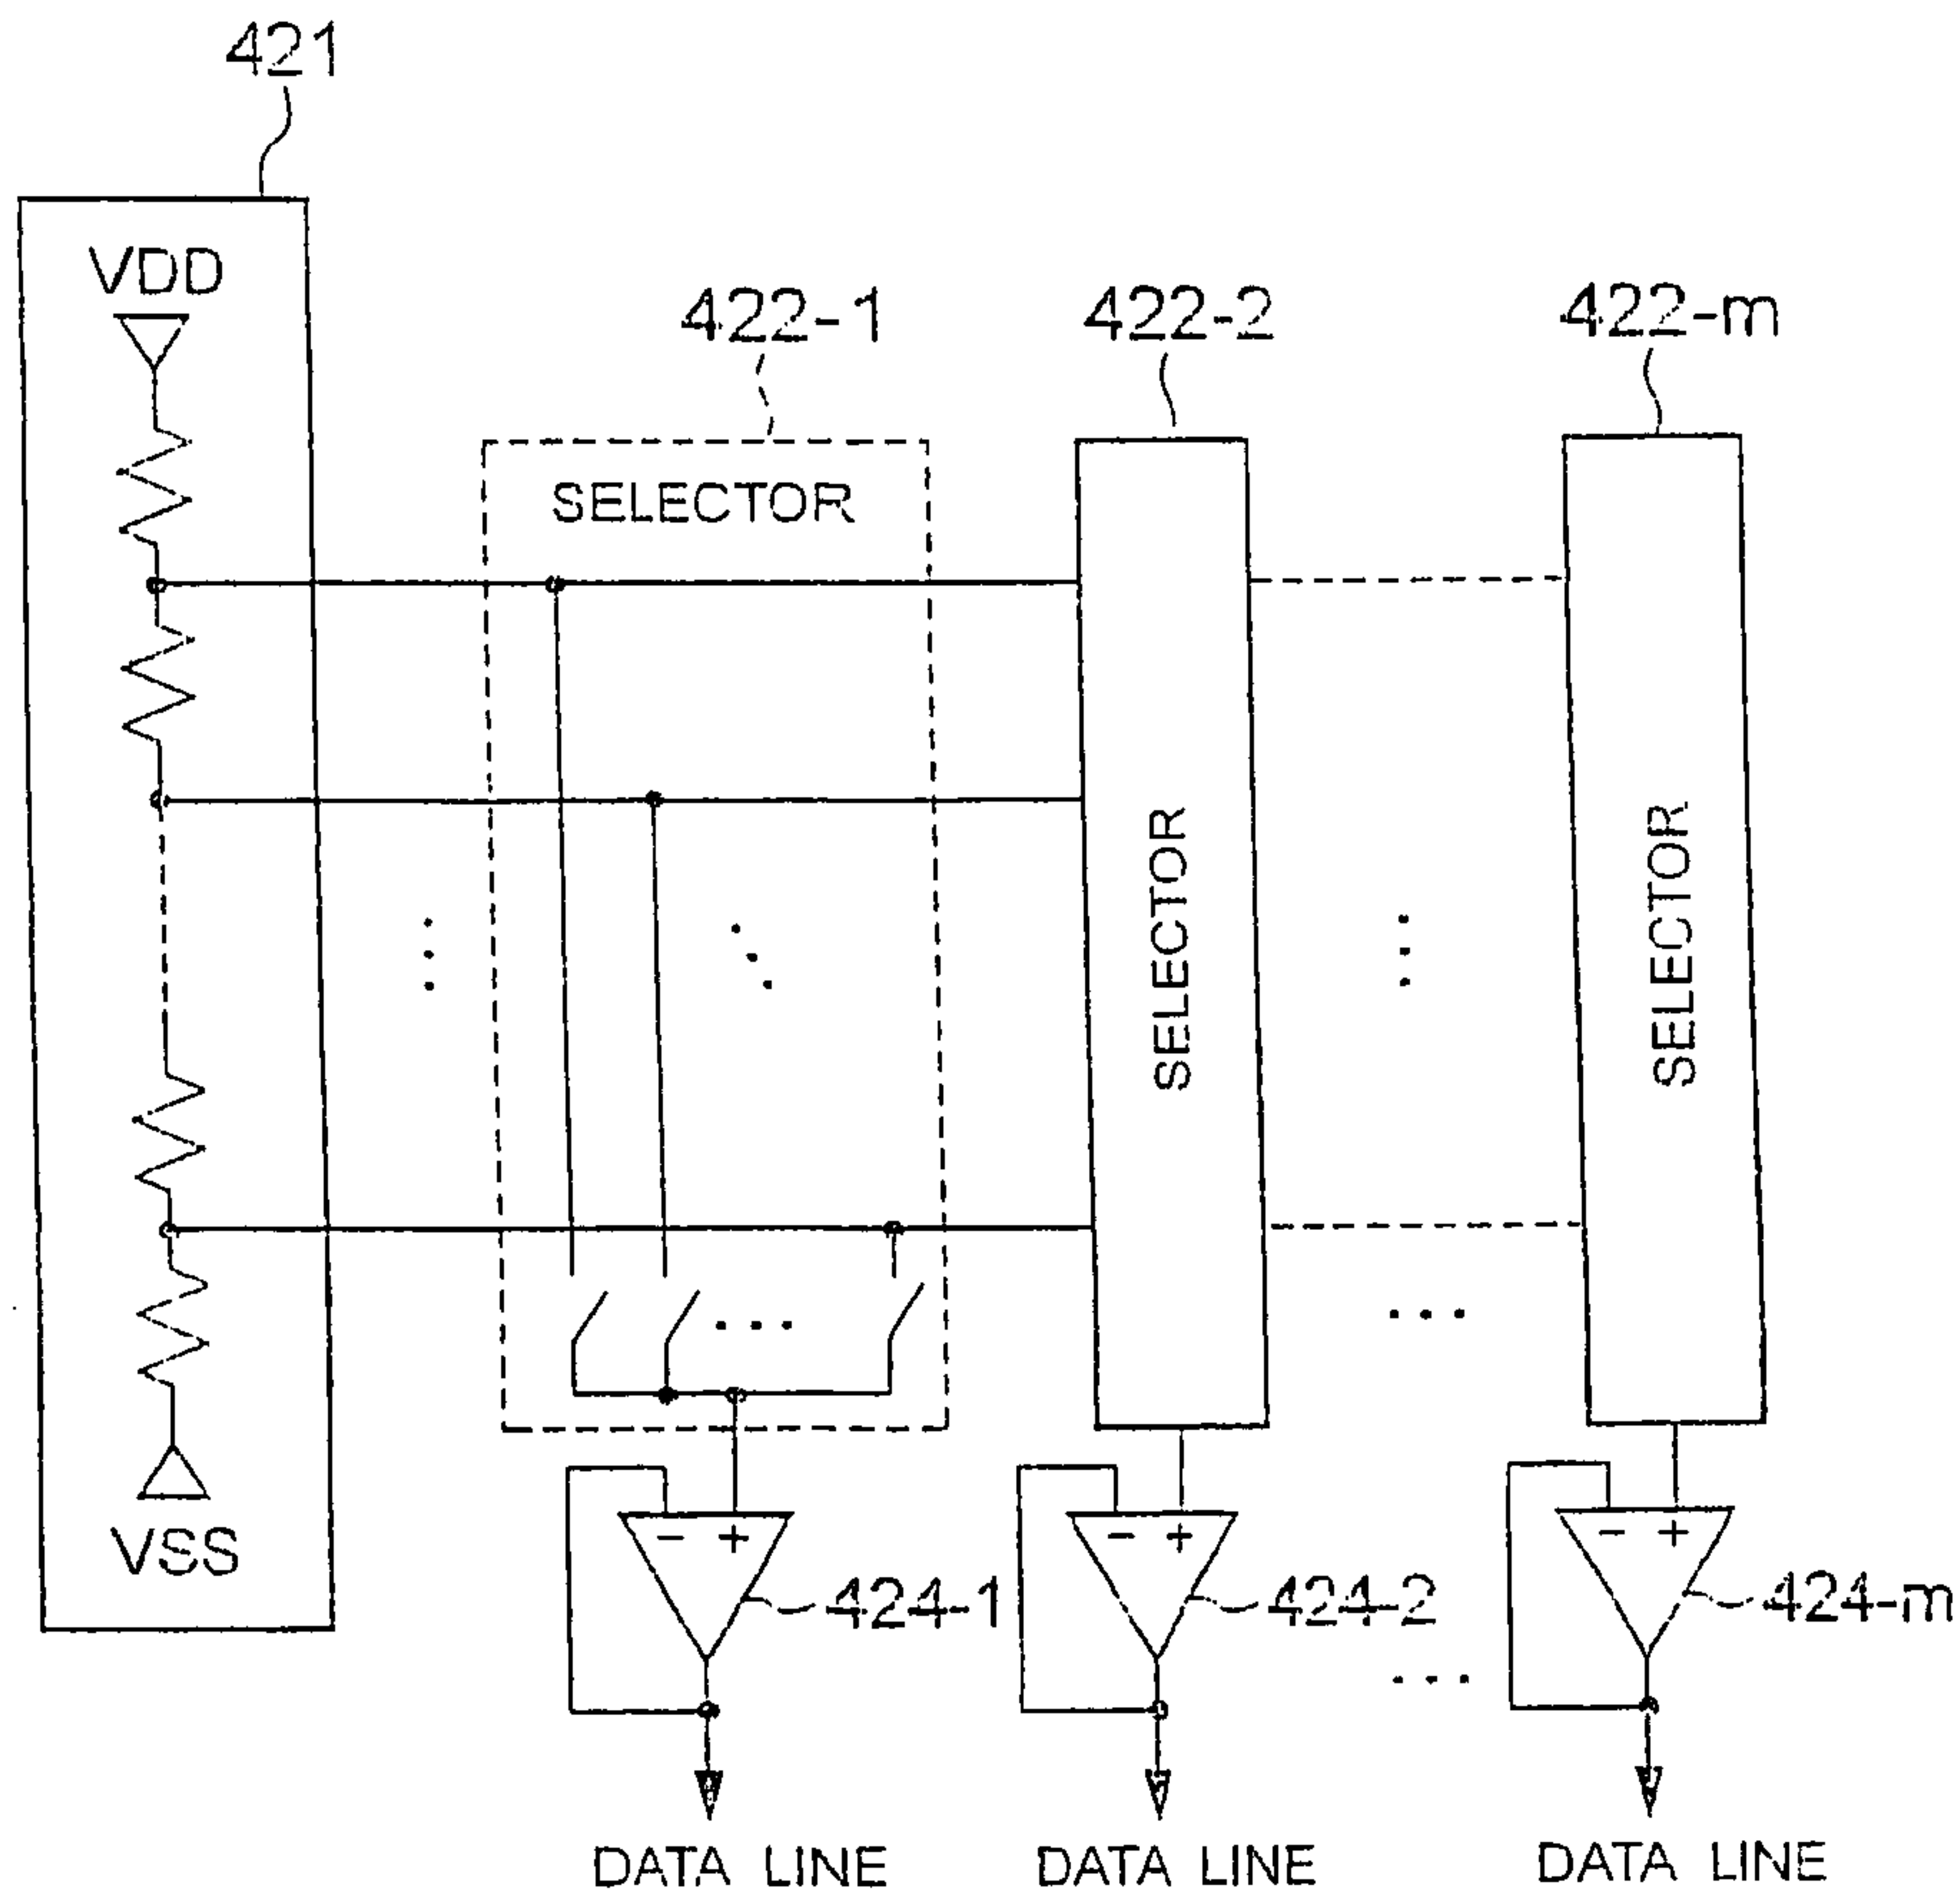 421
VDD
422-1
422-2
422-m
SELECTOR
SELECTOR
SELECTOR
VSS
- +
- +
- +
424-1
424-2
424-m
DATA LINE
DATA LINE
DATA LINE